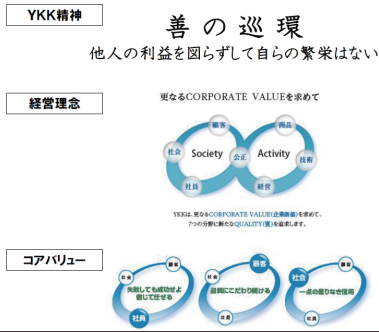 YKK精神
善の巡環
他人の利益を図らずして自らの繁栄はない
経営理念
更なるCORPORATE VALUEを求めて
顧客
商品
社会
Society
公正
Activity
技術
社員
経営
YKKは、更なるCORPORATE VALUE(企業価値)を求めて、
7つの分野に新たなQUALITY(質)を追求します。
コアバリュー
社会
顧客
失敗しても成功せよ
信じて任せる
社員
社会
顧客
品質にこだわり続ける
社員
社会
顧客
一点の曇りなき信用
社員